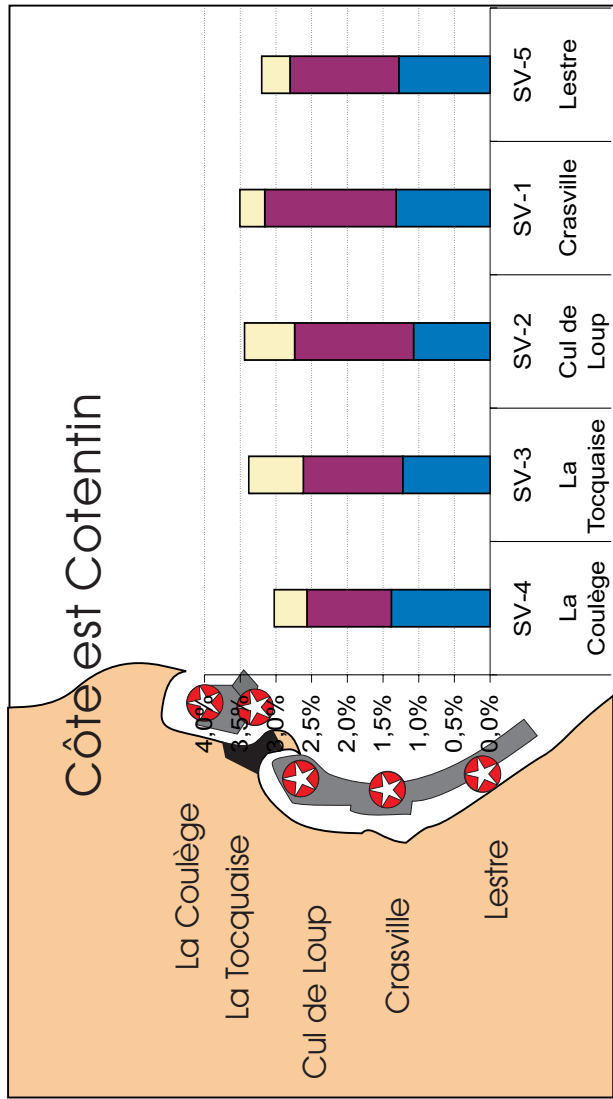 Côte est Cotentin
La Coulège
La Tocquaise
Cul de Loup
Crasville
Lestre
4,0%
3,5%
3,0%
2,5%
2,0%
1,5%
1,0%
0,5%
0,0%
SV-4
La
Coulège
SV-3
La
Tocquaise
SV-2
Cul de
Loup
SV-1
Crasville
SV-5
Lestre